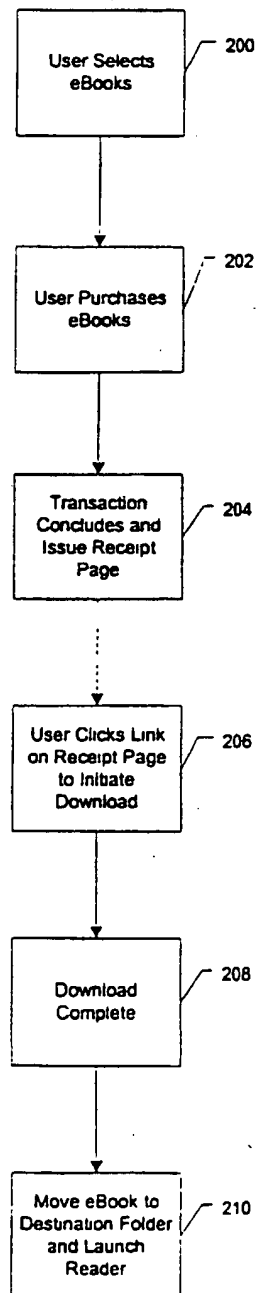 User Selects
eBooks
200
User Purchases
eBooks
202
Transaction
Concludes and
Issue Receipt
Page
204
User Clicks Link
on Receipt Page
to Initiate
Download
206
Download
Complete
208
Move eBook to
Destination Folder
and Launch
Reader
210